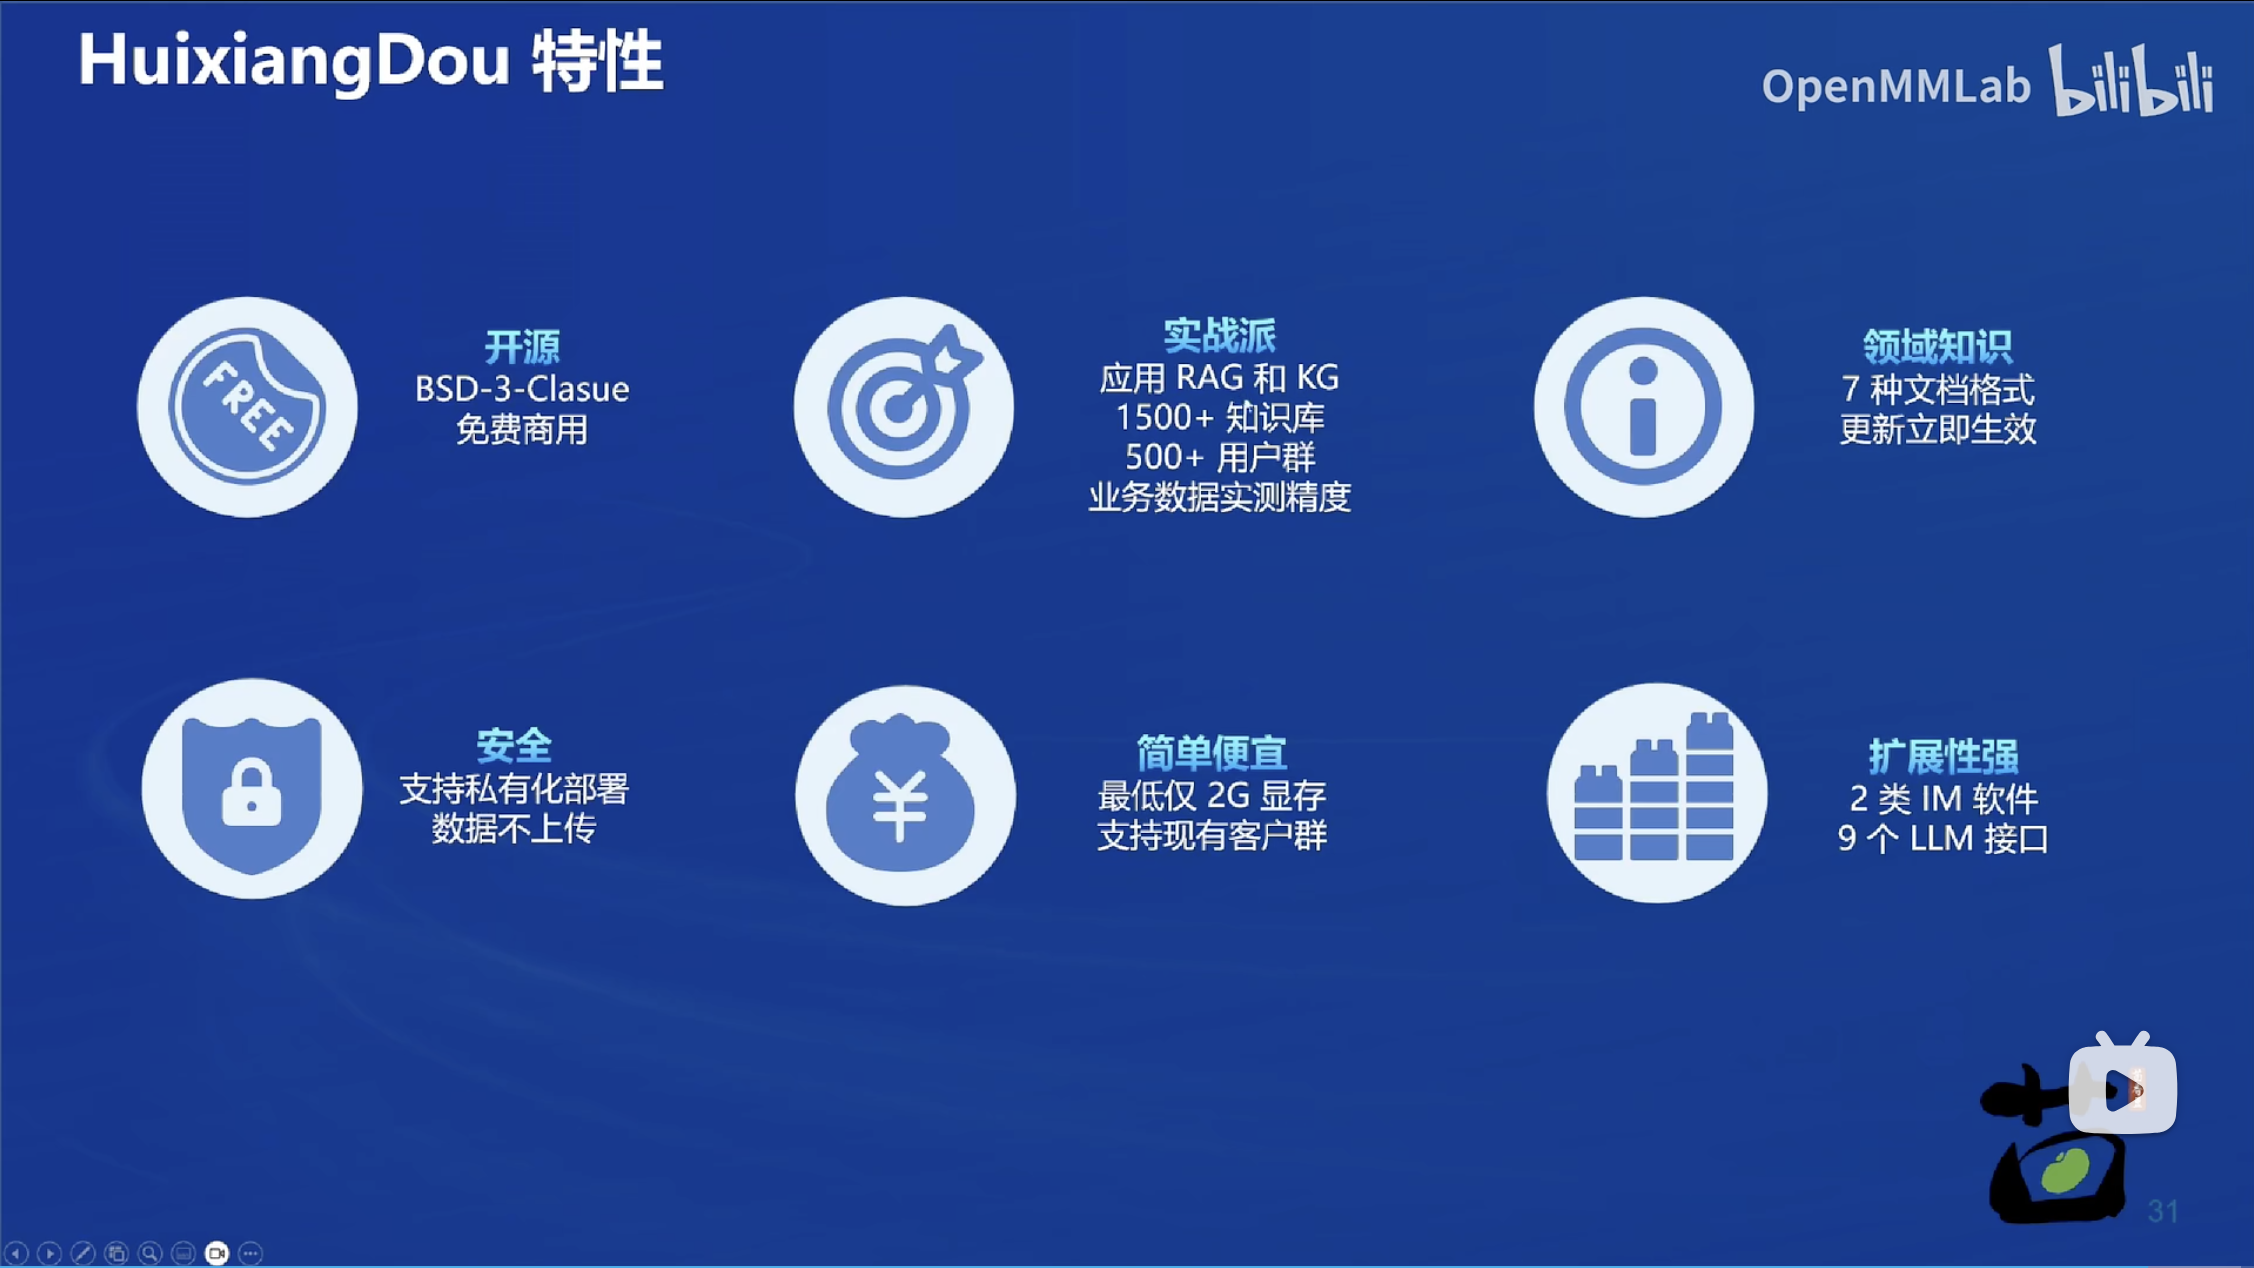 HuixiangDou 特性
OpenMMLab bilibili
FREE
开源
BSD-3-Clasue
免费商用
实战派
应用 RAG 和 KG
1500+ 知识库
500+ 用户群
业务数据实测精度
领域知识
7 种文档格式
更新立即生效
安全
支持私有化部署
数据不上传
¥
简单便宜
最低仅 2G 显存
支持现有客户群
扩展性强
2 类 IM 软件
9 个 LLM 接口
31